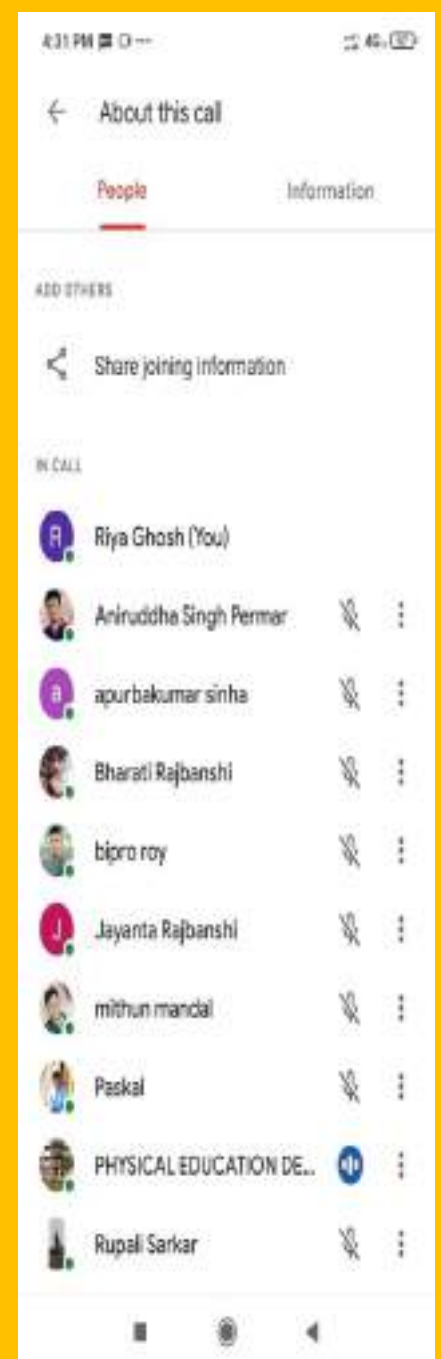 4:31 PM
4G
About this call
People Information
ADD OTHERS
Share joining information
IN CALL
Riya Ghosh (You)
Aniruddha Singh Permar
a apurbakumar sinha
Bharati Rajbanshi
bipro roy
J Jayanta Rajbanshi
mithun mandal
Paskal
PHYSICAL EDUCATION DE...
Rupali Sarkar